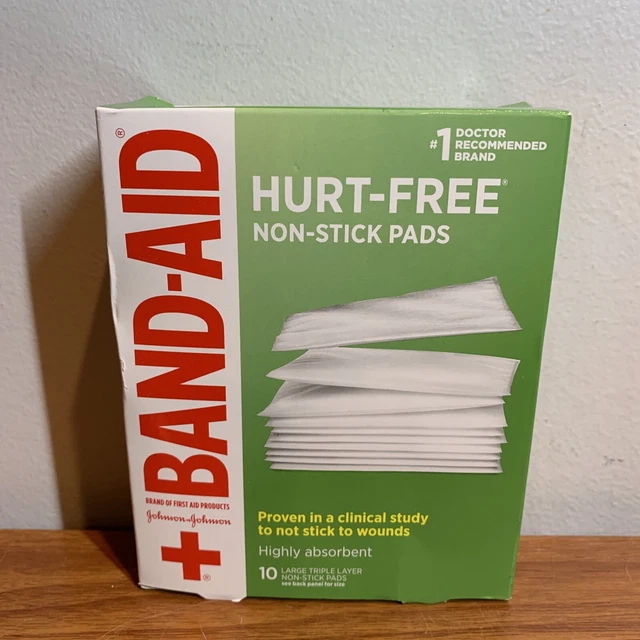 BAND-AID®
BRAND OF FIRST AID PRODUCTS
Johnson & Johnson
®
#1 DOCTOR
RECOMMENDED
BRAND
HURT-FREE®
NON-STICK PADS
Proven in a clinical study
to not stick to wounds
Highly absorbent
10 LARGE TRIPLE LAYER
NON-STICK PADS
see back panel for size